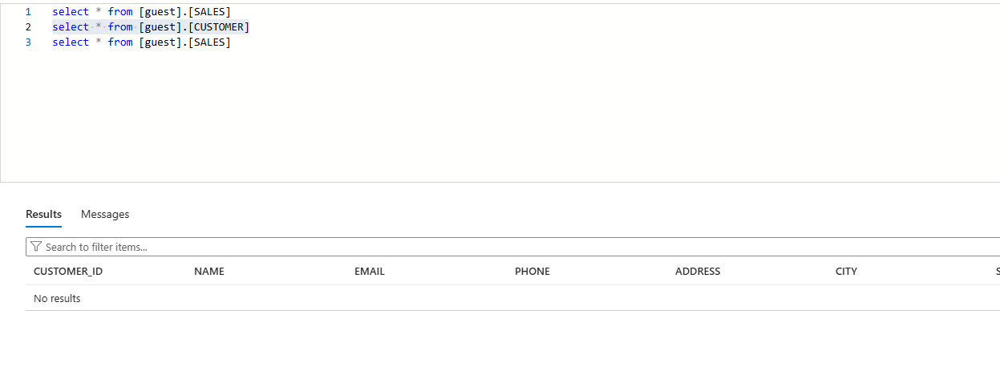 1 select * from [guest].[SALES]
2 select * from [guest].[CUSTOMER]
3 select * from [guest].[SALES]
Results Messages
Search to filter items...
CUSTOMER_ID NAME EMAIL PHONE ADDRESS CITY
No results